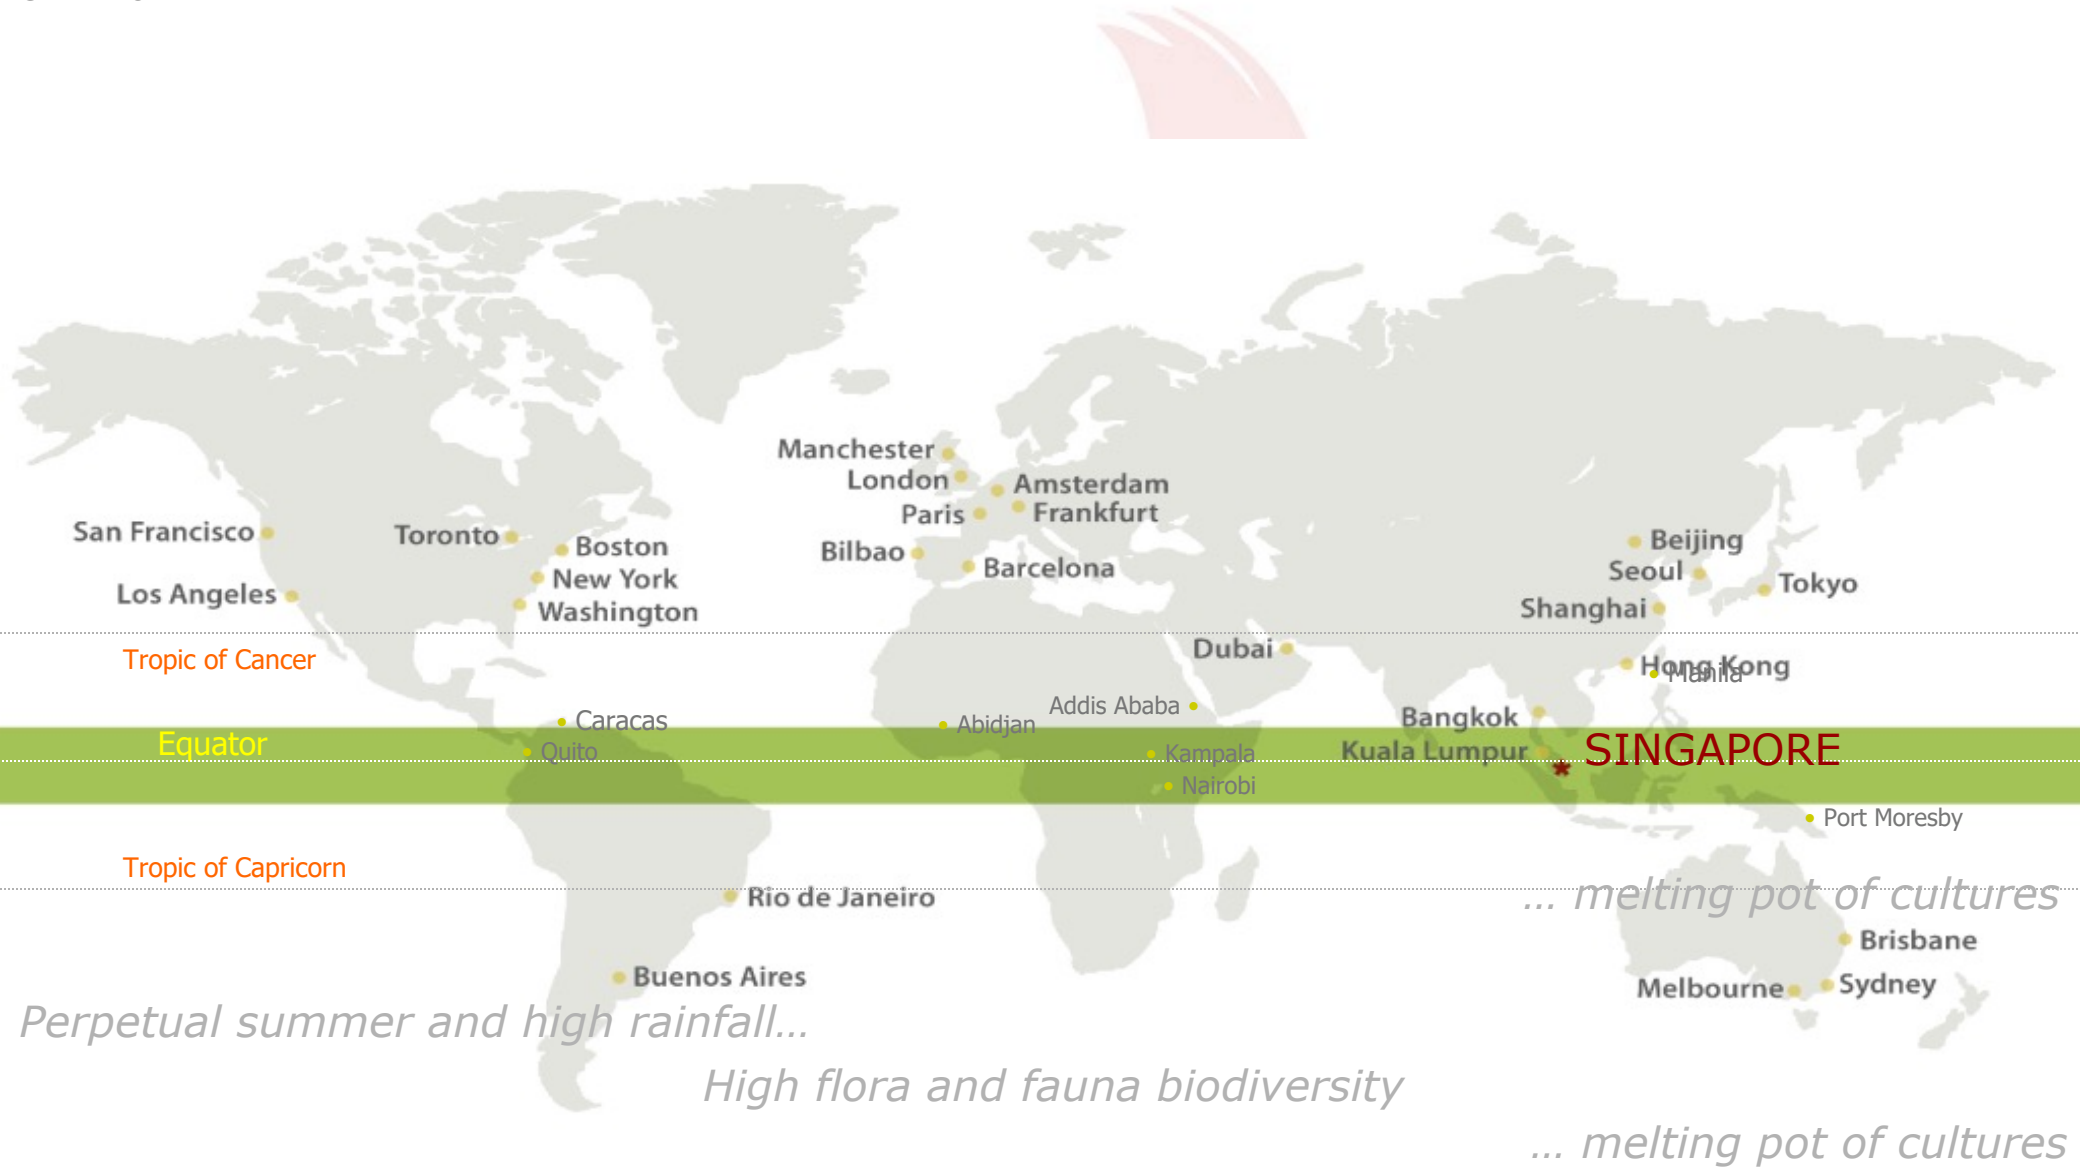 Manchester
London
Amsterdam
Paris
Frankfurt
San Francisco
Toronto
Boston
Bilbao
Barcelona
Beijing
New York
Seoul
Tokyo
Los Angeles
Washington
Shanghai
Dubai
Tropic of Cancer
Hong Kong
Manila
Addis Ababa
Caracas
Abidjan
Bangkok
Equator
Quito
Kampala
Kuala Lumpur
* SINGAPORE
Nairobi
Port Moresby
Tropic of Capricorn
Rio de Janeiro
... melting pot of cultures
Brisbane
Buenos Aires
Melbourne
Sydney
Perpetual summer and high rainfall...
High flora and fauna biodiversity
... melting pot of cultures